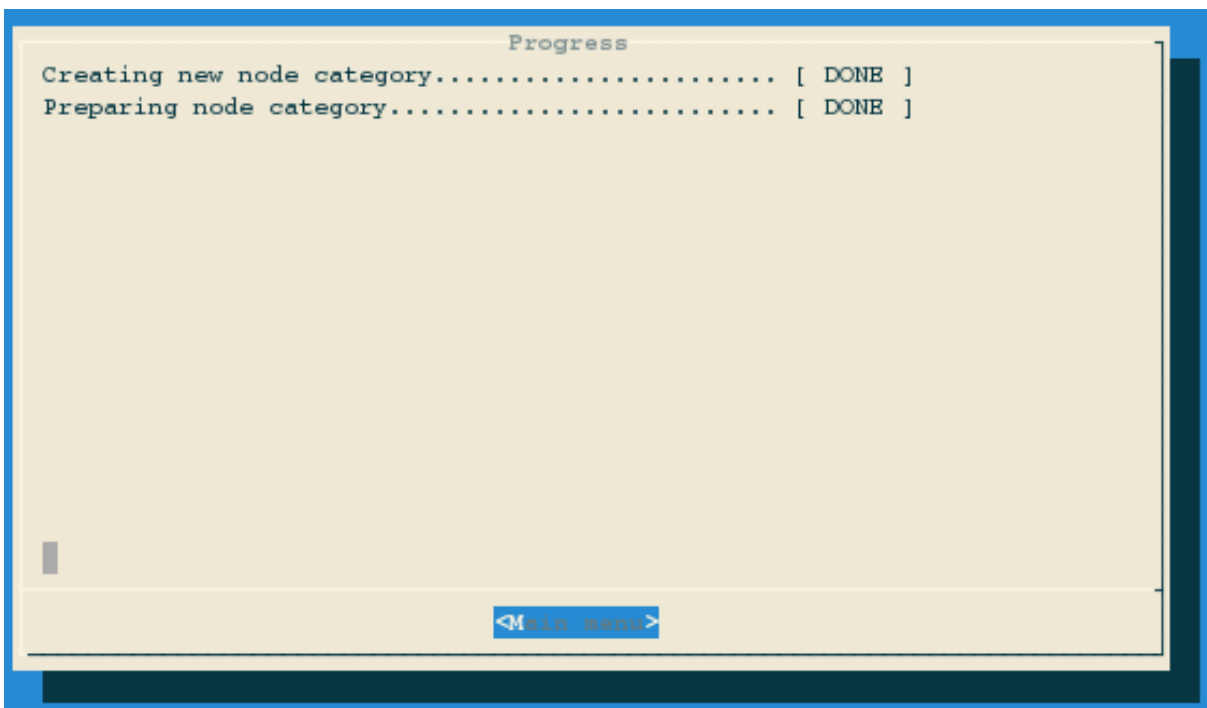 Progress
Creating new node category....................... [ DONE ]
Preparing node category.......................... [ DONE ]
<Main menu>